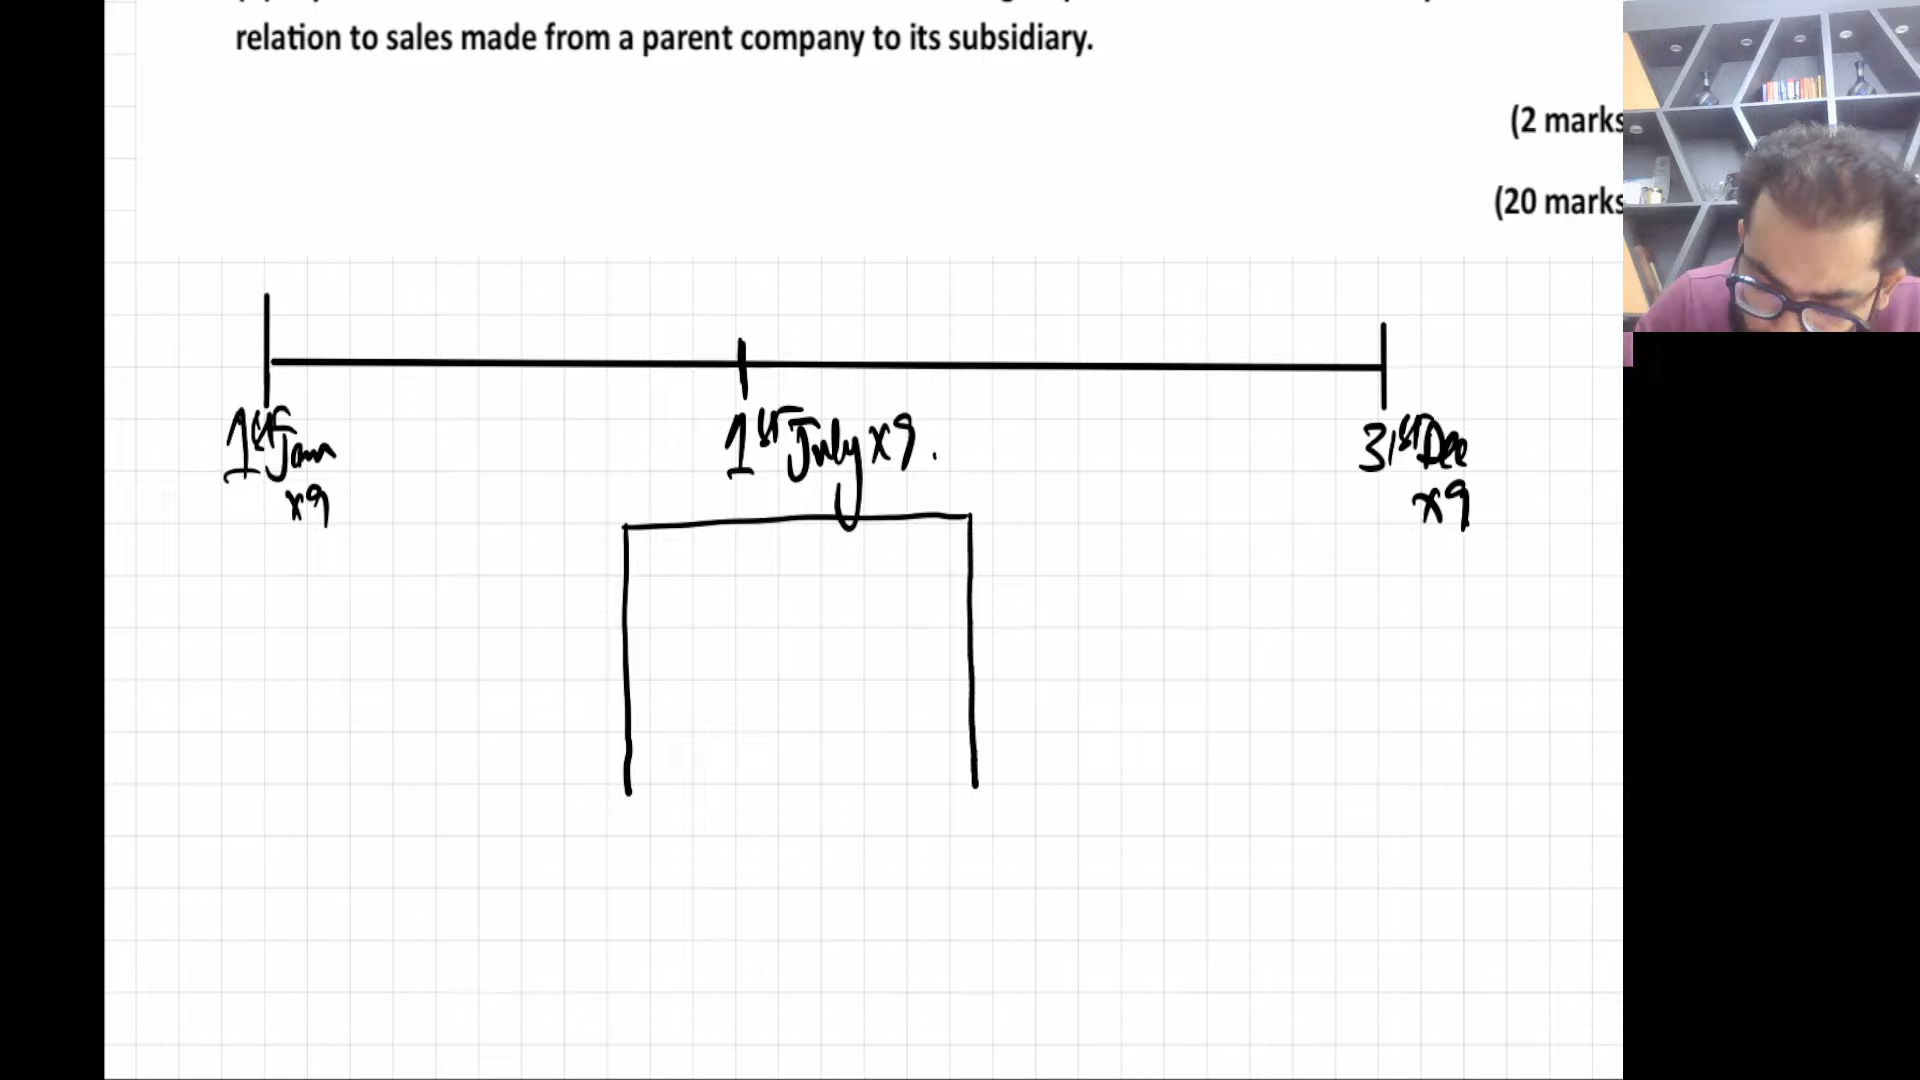 relation to sales made from a parent company to its subsidiary.
(2 marks
(20 marks
1st Jan
x9
1st July x9.
31st Dec
x9